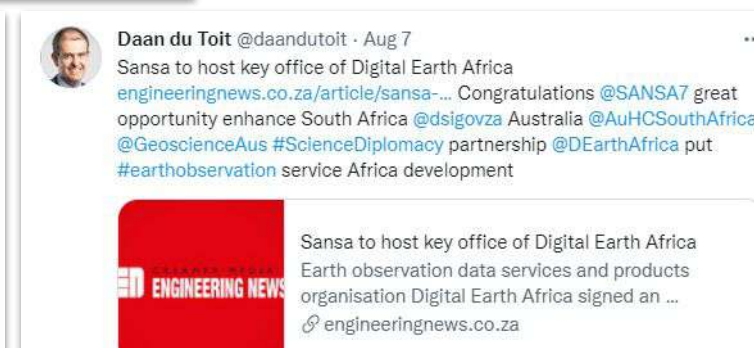 Daan du Toit @daandutoit · Aug 7
Sansa to host key office of Digital Earth Africa
engineeringnews.co.za/article/sansa-... Congratulations @SANSA7 great
opportunity enhance South Africa @dsigovza Australia @AuHCSouthAfrica
@GeoscienceAus #ScienceDiplomacy partnership @DEarthAfrica put
#earthobservation service Africa development
EN ENGINEERING NEWS
Sansa to host key office of Digital Earth Africa
Earth observation data services and products
organisation Digital Earth Africa signed an ...
engineeringnews.co.za